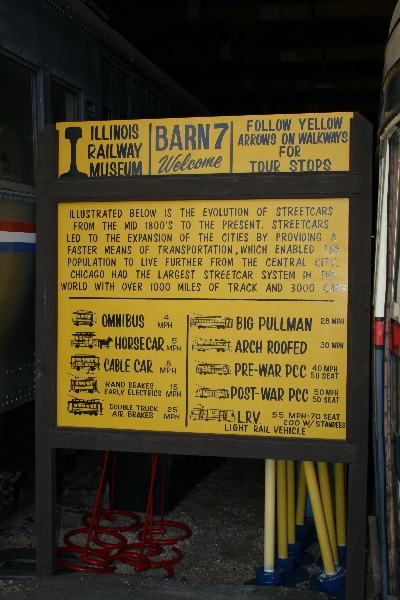 ILLINOIS
RAILWAY
MUSEUM
BARN 7
Welcome
FOLLOW YELLOW
ARROWS ON WALKWAYS
FOR
TOUR STOPS
ILLUSTRATED BELOW IS THE EVOLUTION OF STREETCARS
FROM THE MID 1800'S TO THE PRESENT. STREETCARS
LED TO THE EXPANSION OF THE CITIES BY PROVIDING A
FASTER MEANS OF TRANSPORTATION, WHICH ENABLED THE
POPULATION TO LIVE FURTHER FROM THE CENTRAL CITY.
CHICAGO HAD THE LARGEST STREETCAR SYSTEM IN THE
WORLD WITH OVER 1000 MILES OF TRACK AND 3000 CARS
OMNIBUS 4 MPH
HORSECAR 5 MPH
CABLE CAR MPH
HAND BRAKES
EARLY ELECTRICS 15 MPH
DOUBLE TRUCK
AIR BRAKES 25 MPH
BIG PULLMAN 28 MPH
ARCH ROOFED 30 MPH
PRE-WAR PCC 40 MPH
50 SEAT
POST-WAR PCC 50 MPH
50 SEAT
LRV 55 MPH-70 SEAT
200 W/STANDEES
LIGHT RAIL VEHICLE